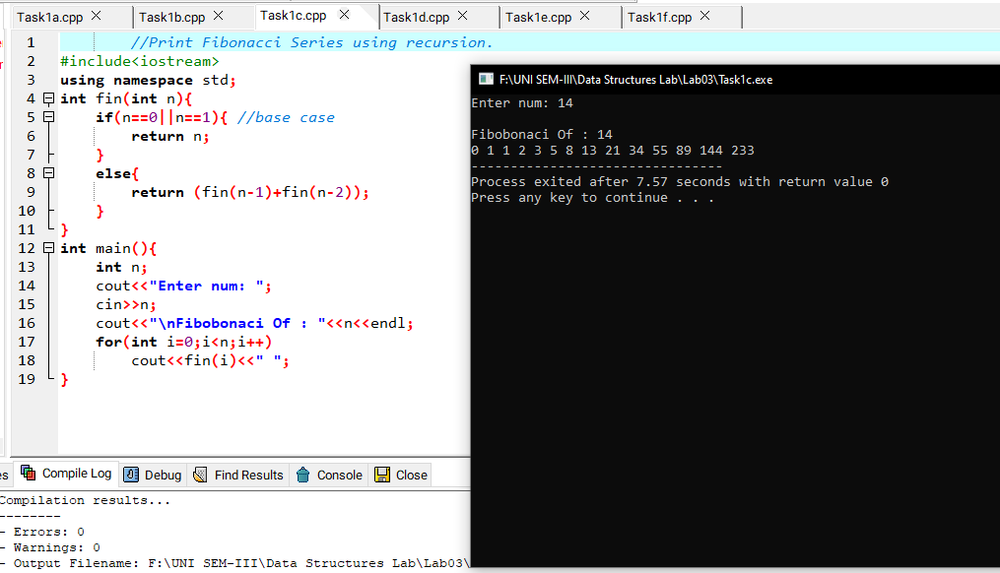 Task1a.cpp Task1b.cpp Task1c.cpp Task1d.cpp Task1e.cpp Task1f.cpp
1 //Print Fibonacci Series using recursion.
2 #include<iostream>
3 using namespace std;
4 int fin(int n){
5 if(n==0||n==1){ //base case
6 return n;
7 }
8 else{
9 return (fin(n-1)+fin(n-2));
10 }
11 }
12 int main(){
13 int n;
14 cout<<"Enter num: ";
15 cin>>n;
16 cout<<"\nFibobonaci Of : "<<n<<endl;
17 for(int i=0;i<n;i++)
18 cout<<fin(i)<<" ";
19 }
F:\UNI SEM-III\Data Structures Lab\Lab03\Task1c.exe
Enter num: 14
Fibobonaci Of : 14
0 1 1 2 3 5 8 13 21 34 55 89 144 233
--------------------------------
Process exited after 7.57 seconds with return value 0
Press any key to continue . . .
es Compile Log Debug Find Results Console Close
Compilation results...
--------
- Errors: 0
- Warnings: 0
- Output Filename: F:\UNI SEM-III\Data Structures Lab\Lab03\